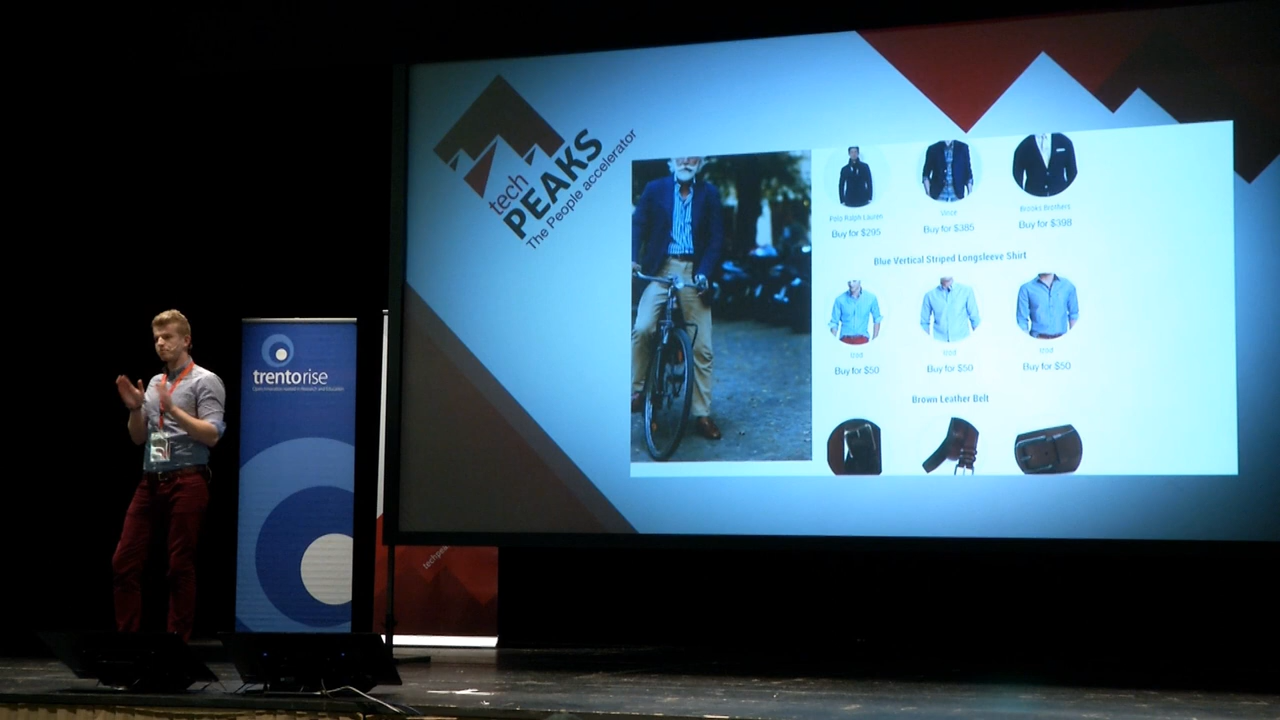 trentorise
tech
PEAKS
The People accelerator
Polo Ralph Lauren
Vince
Brooks Brothers
Buy for $295
Buy for $385
Buy for $398
Blue Vertical Striped Longsleeve Shirt
Buy for $50
Buy for $50
Buy for $50
Brown Leather Belt